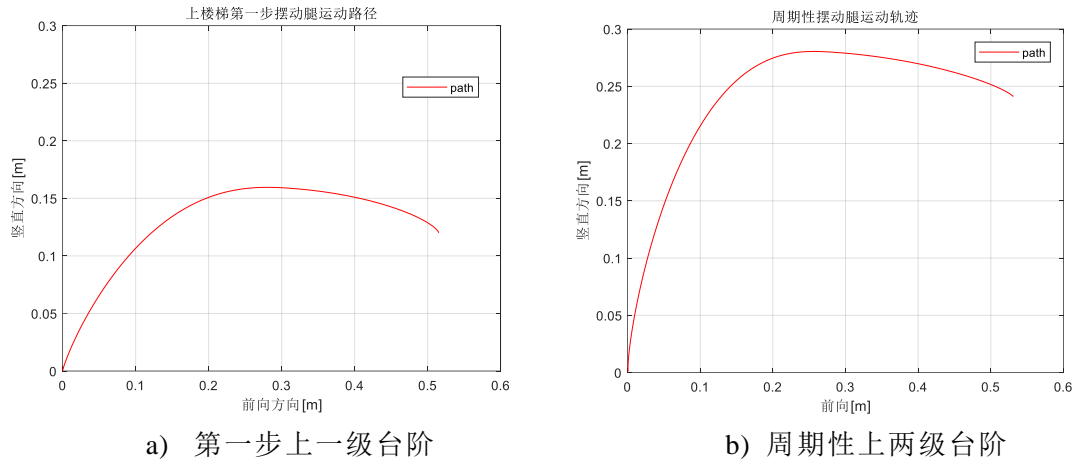 上楼梯第一步摆动腿运动路径
0.3
0.25
0.2
0.15
0.1
0.05
0
竖直方向[m]
path
0 0.1 0.2 0.3 0.4 0.5 0.6
前向方向[m]
a) 第一步上一级台阶
周期性摆动腿运动轨迹
0.3
0.25
0.2
0.15
0.1
0.05
0
竖直方向[m]
path
0 0.1 0.2 0.3 0.4 0.5 0.6
前向[m]
b) 周期性上两级台阶